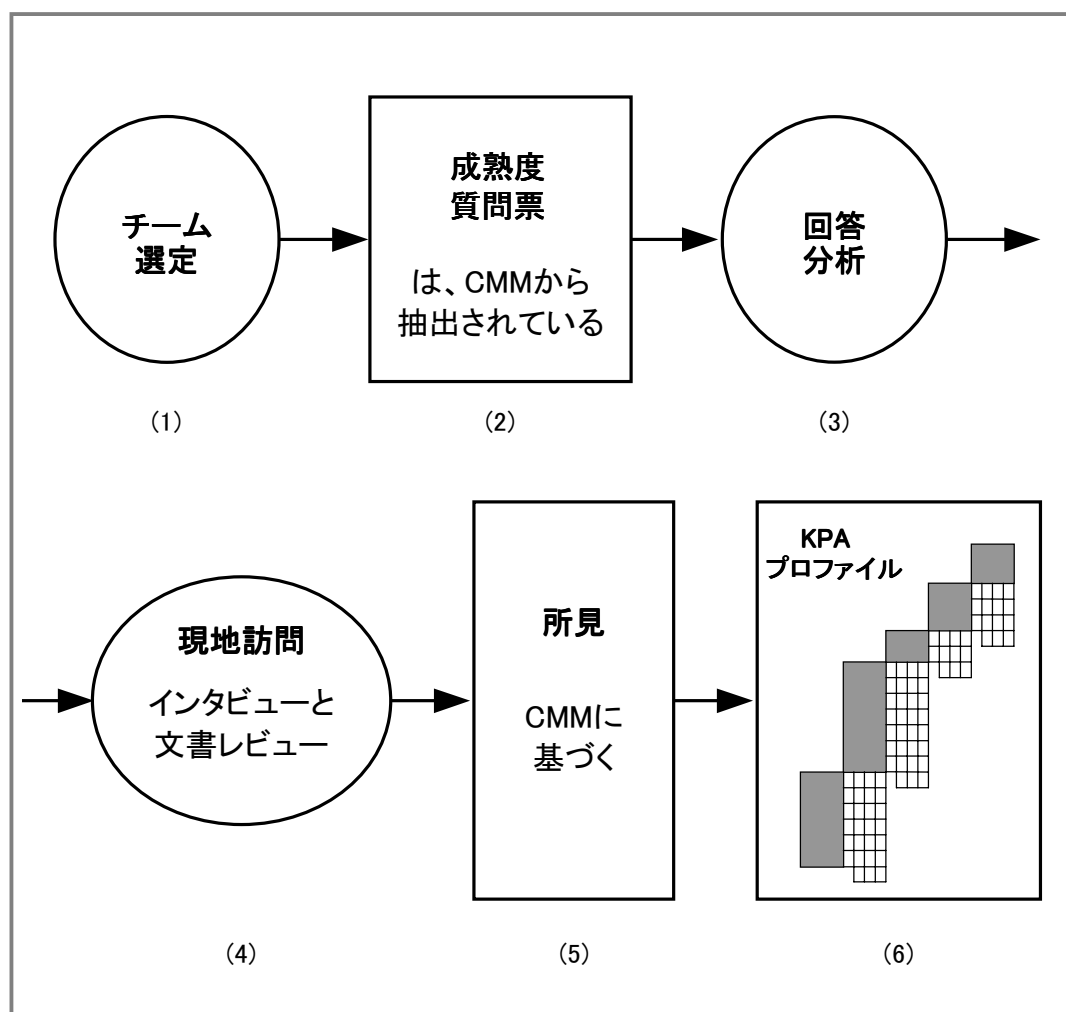 チーム
選定
成熟度
質問票
は、CMMから
抽出されている
回答
分析
(1)
(2)
(3)
現地訪問
インタビューと
文書レビュー
所見
CMMに
基づく
KPA
プロファイル
(4)
(5)
(6)